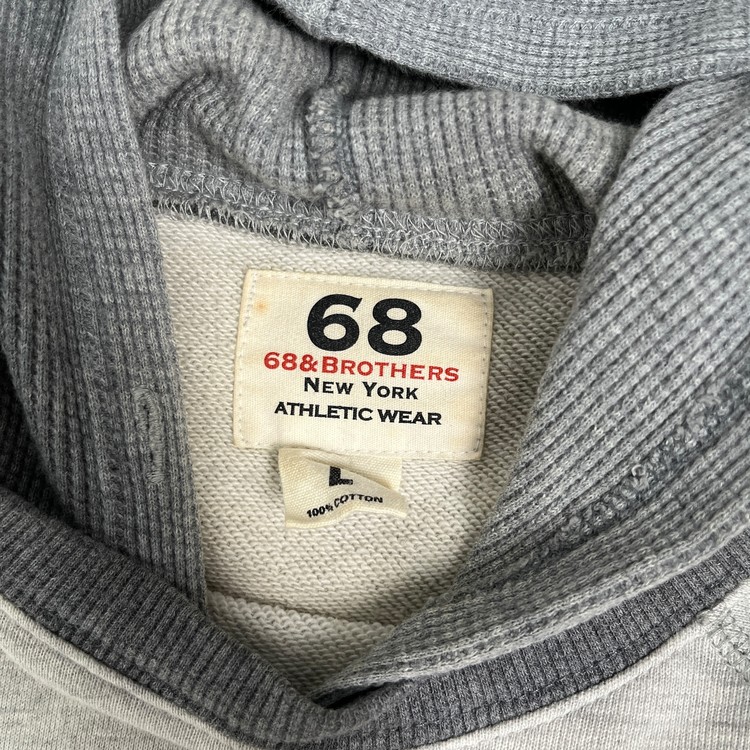 68
68&BROTHERS
NEW YORK
ATHLETIC WEAR
L
100% COTTON